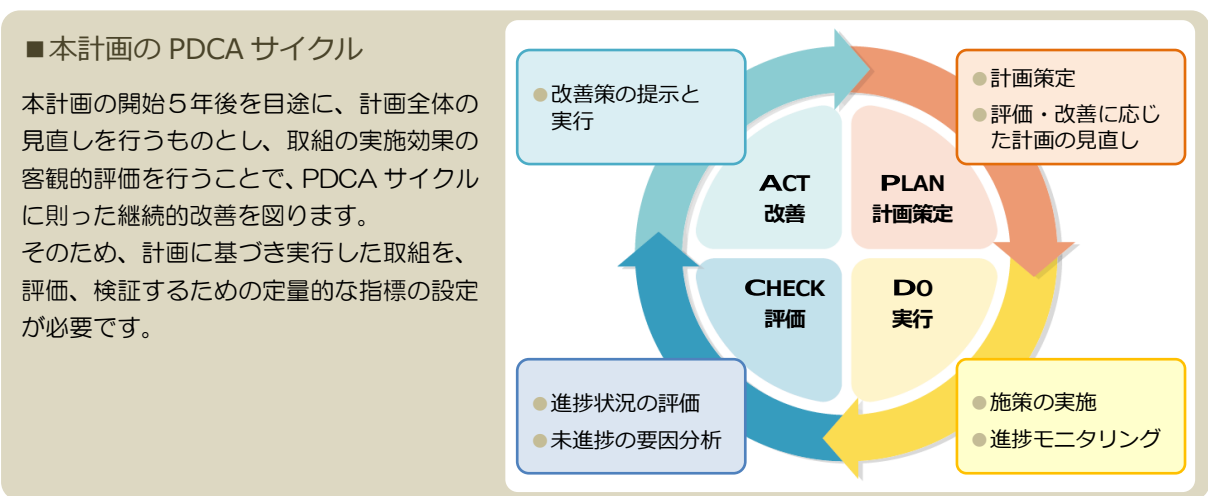 ■本計画の PDCA サイクル
本計画の開始５年後を目途に、計画全体の
見直しを行うものとし、取組の実施効果の
客観的評価を行うことで、PDCA サイクル
に則った継続的改善を図ります。
そのため、計画に基づき実行した取組を、
評価、検証するための定量的な指標の設定
が必要です。
●改善策の提示と
実行
●計画策定
●評価・改善に応じ
た計画の見直し
ACT
改善
PLAN
計画策定
CHECK
評価
DO
実行
●進捗状況の評価
●未進捗の要因分析
●施策の実施
●進捗モニタリング